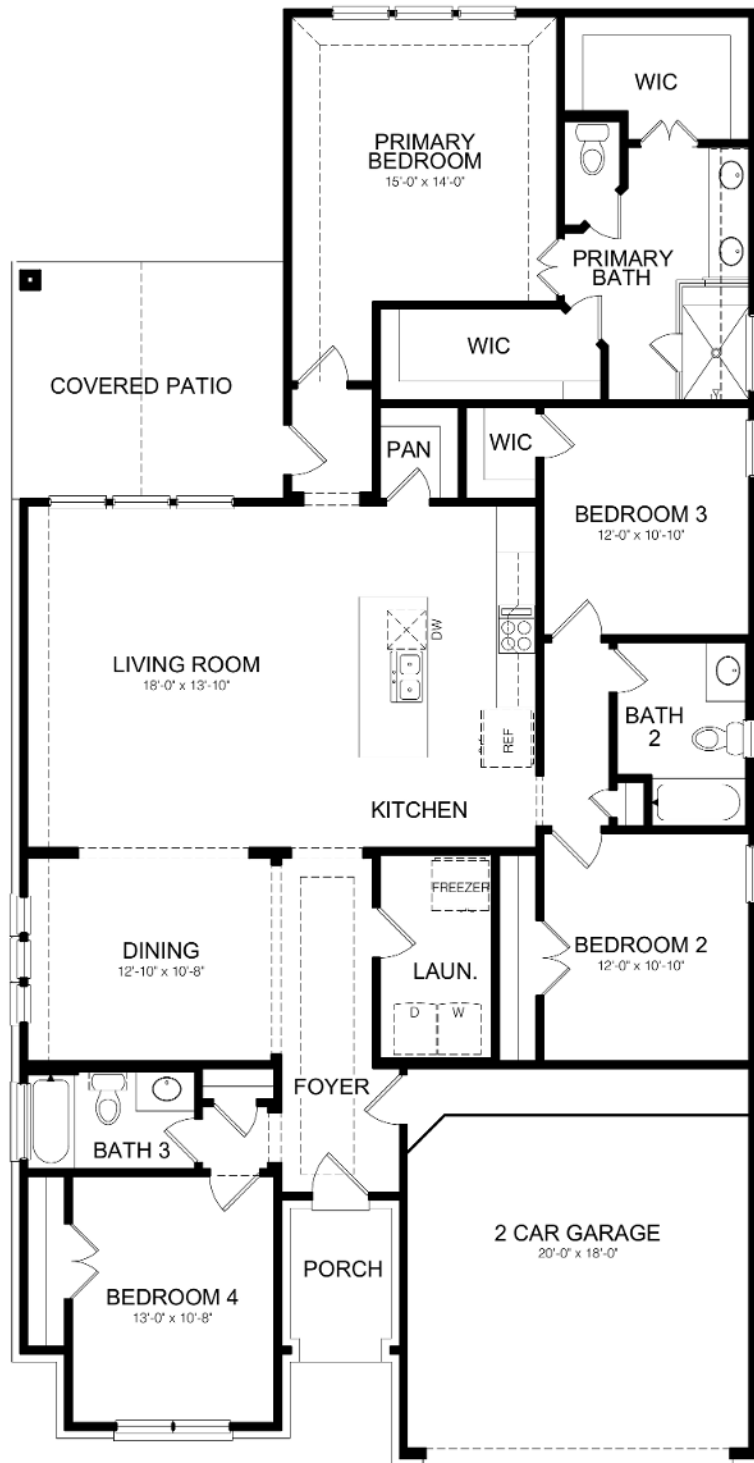 WIC
PRIMARY
BEDROOM
15'-0" x 14'-0"
PRIMARY
BATH
WIC
COVERED PATIO
PAN
WIC
BEDROOM 3
12'-0" x 10'-10"
DW
LIVING ROOM
18'-0" x 13'-10"
BATH
2
REF
KITCHEN
FREEZER
DINING
12'-10" x 10'-8"
LAUN.
BEDROOM 2
12'-0" x 10'-10"
D
W
FOYER
BATH 3
2 CAR GARAGE
20'-0" x 18'-0"
PORCH
BEDROOM 4
13'-0" x 10'-8"